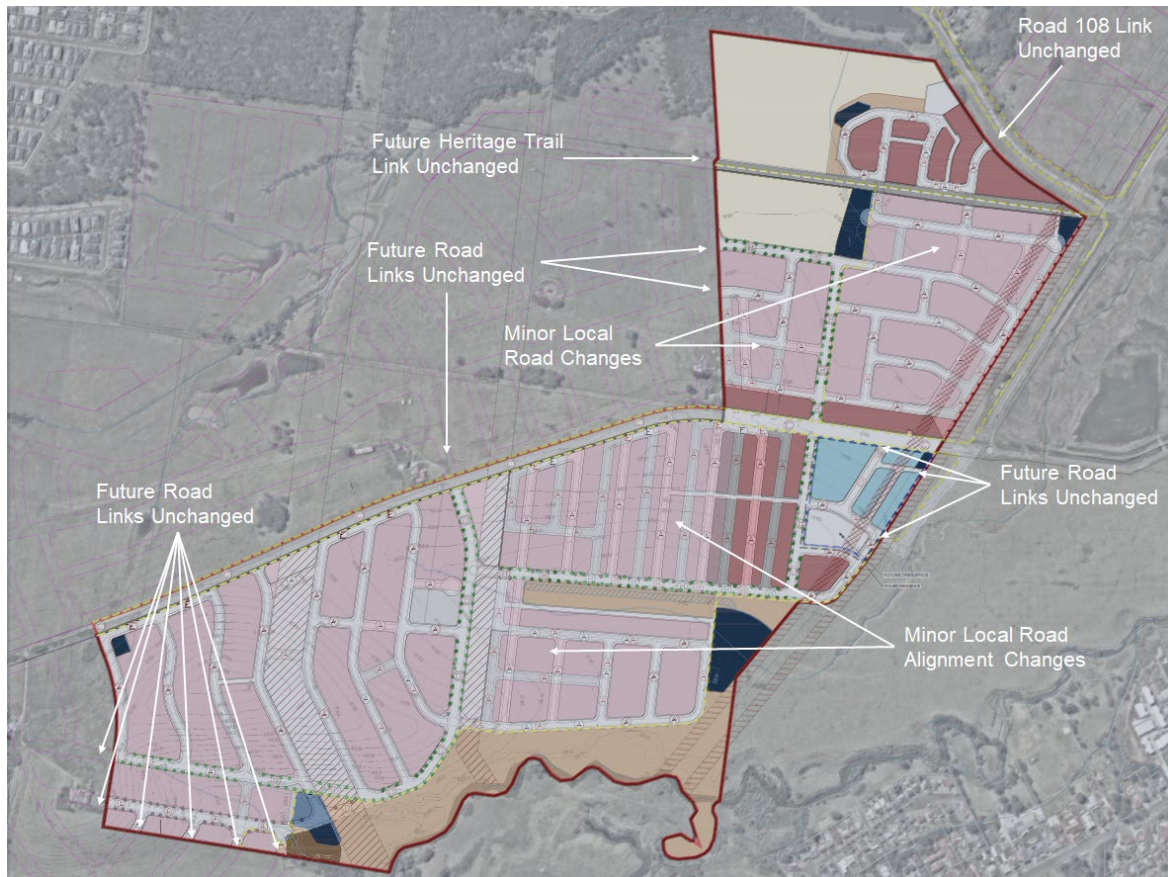 Road 108 Link
Unchanged
Future Heritage Trail
Link Unchanged
Future Road
Links Unchanged
Minor Local
Road Changes
Future Road
Links Unchanged
Future Road
Links Unchanged
Minor Local Road
Alignment Changes